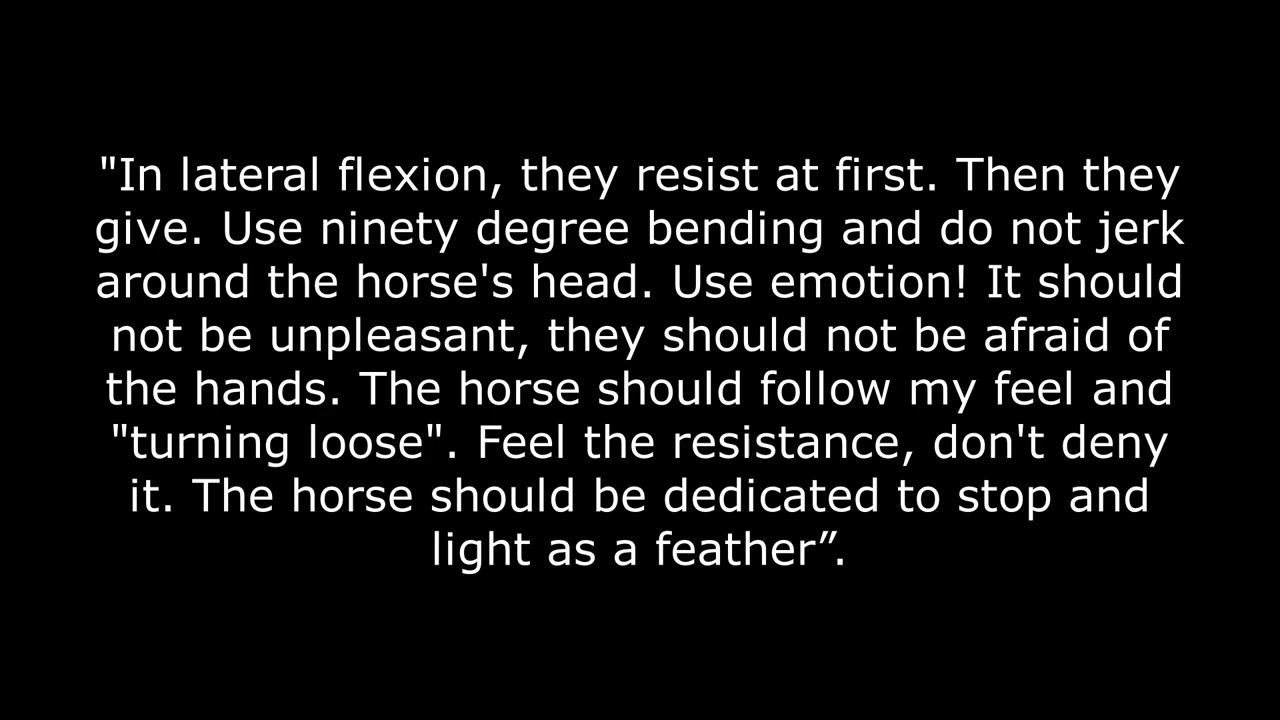 "In lateral flexion, they resist at first. Then they
give. Use ninety degree bending and do not jerk
around the horse's head. Use emotion! It should
not be unpleasant, they should not be afraid of
the hands. The horse should follow my feel and
"turning loose". Feel the resistance, don't deny
it. The horse should be dedicated to stop and
light as a feather”.